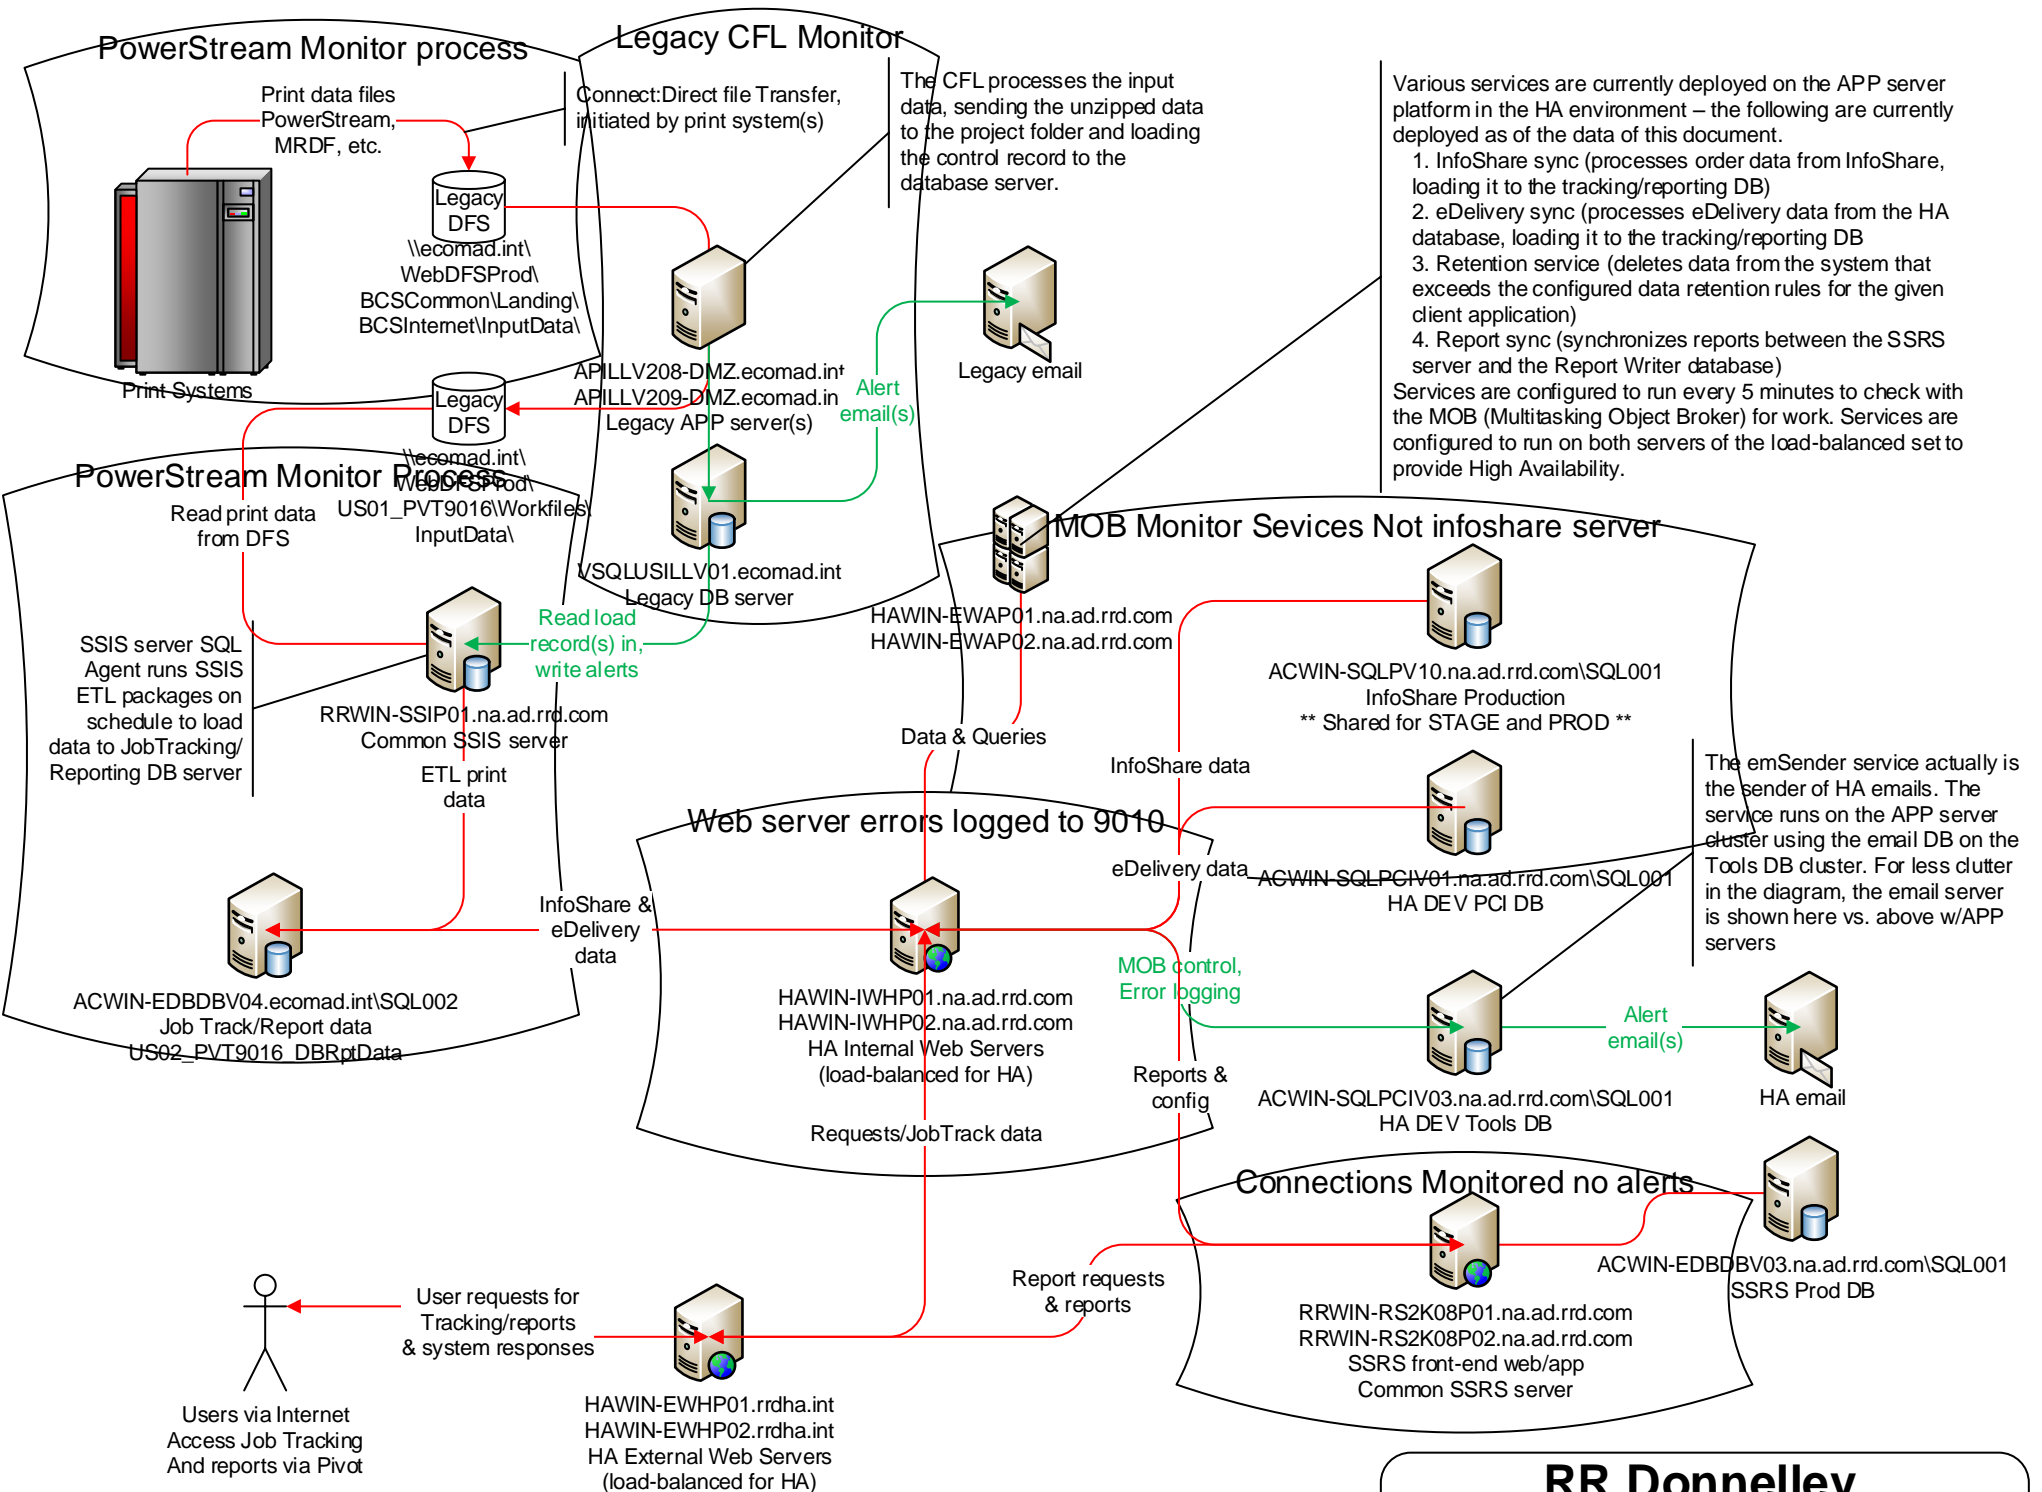 PowerStream Monitor process
Legacy CFL Monitor
Print data files
PowerStream,
MRDF, etc.
Connect:Direct file Transfer,
initiated by print system(s)
The CFL processes the input
data, sending the unzipped data
to the project folder and loading
the control record to the
database server.
Various services are currently deployed on the APP server
platform in the HA environment – the following are currently
deployed as of the data of this document.
1. InfoShare sync (processes order data from InfoShare,
loading it to the tracking/reporting DB)
2. eDelivery sync (processes eDelivery data from the HA
database, loading it to the tracking/reporting DB
3. Retention service (deletes data from the system that
exceeds the configured data retention rules for the given
client application)
4. Report sync (synchronizes reports between the SSRS
server and the Report Writer database)
Services are configured to run every 5 minutes to check with
the MOB (Multitasking Object Broker) for work. Services are
configured to run on both servers of the load-balanced set to
provide High Availability.
Legacy
DFS
\\ecomad.int\
WebDFSProd\
BCSCommon\Landing\
BCSInternet\InputData\
Print Systems
APILLV208-DMZ.ecomad.int
APILLV209-DMZ.ecomad.in
Legacy APP server(s)
Alert
email(s)
Legacy email
Legacy
DFS
\\ecomad.int\
WebDFSProd\
US01_PVT9016\Workfiles\
InputData\
PowerStream Monitor Process
Read print data
from DFS
VSQLUSILLV01.ecomad.int
Legacy DB server
Read load
record(s) in,
write alerts
SSIS server SQL
Agent runs SSIS
ETL packages on
schedule to load
data to JobTracking/
Reporting DB server
RRWIN-SSIP01.na.ad.rrd.com
Common SSIS server
ETL print
data
MOB Monitor Sevices Not infoshare server
HAWIN-EWAP01.na.ad.rrd.com
HAWIN-EWAP02.na.ad.rrd.com
Data & Queries
ACWIN-SQLPV10.na.ad.rrd.com\SQL001
InfoShare Production
** Shared for STAGE and PROD **
InfoShare data
The emSender service actually is
the sender of HA emails. The
service runs on the APP server
cluster using the email DB on the
Tools DB cluster. For less clutter
in the diagram, the email server
is shown here vs. above w/APP
servers
Web server errors logged to 9010
eDelivery data
ACWIN-SQLPCIV01.na.ad.rrd.com\SQL001
HA DEV PCI DB
InfoShare &
eDelivery
data
ACWIN-EDBDBV04.ecomad.int\SQL002
Job Track/Report data
US02_PVT9016_DBRptData
HAWIN-IWHP01.na.ad.rrd.com
HAWIN-IWHP02.na.ad.rrd.com
HA Internal Web Servers
(load-balanced for HA)
MOB control,
Error logging
Alert
email(s)
Reports &
config
ACWIN-SQLPCIV03.na.ad.rrd.com\SQL001
HA DEV Tools DB
HA email
Requests/JobTrack data
Connections Monitored no alerts
ACWIN-EDBDBV03.na.ad.rrd.com\SQL001
SSRS Prod DB
Report requests
& reports
RRWIN-RS2K08P01.na.ad.rrd.com
RRWIN-RS2K08P02.na.ad.rrd.com
SSRS front-end web/app
Common SSRS server
User requests for
Tracking/reports
& system responses
Users via Internet
Access Job Tracking
And reports via Pivot
HAWIN-EWHP01.rrdha.int
HAWIN-EWHP02.rrdha.int
HA External Web Servers
(load-balanced for HA)
RR Donnelley